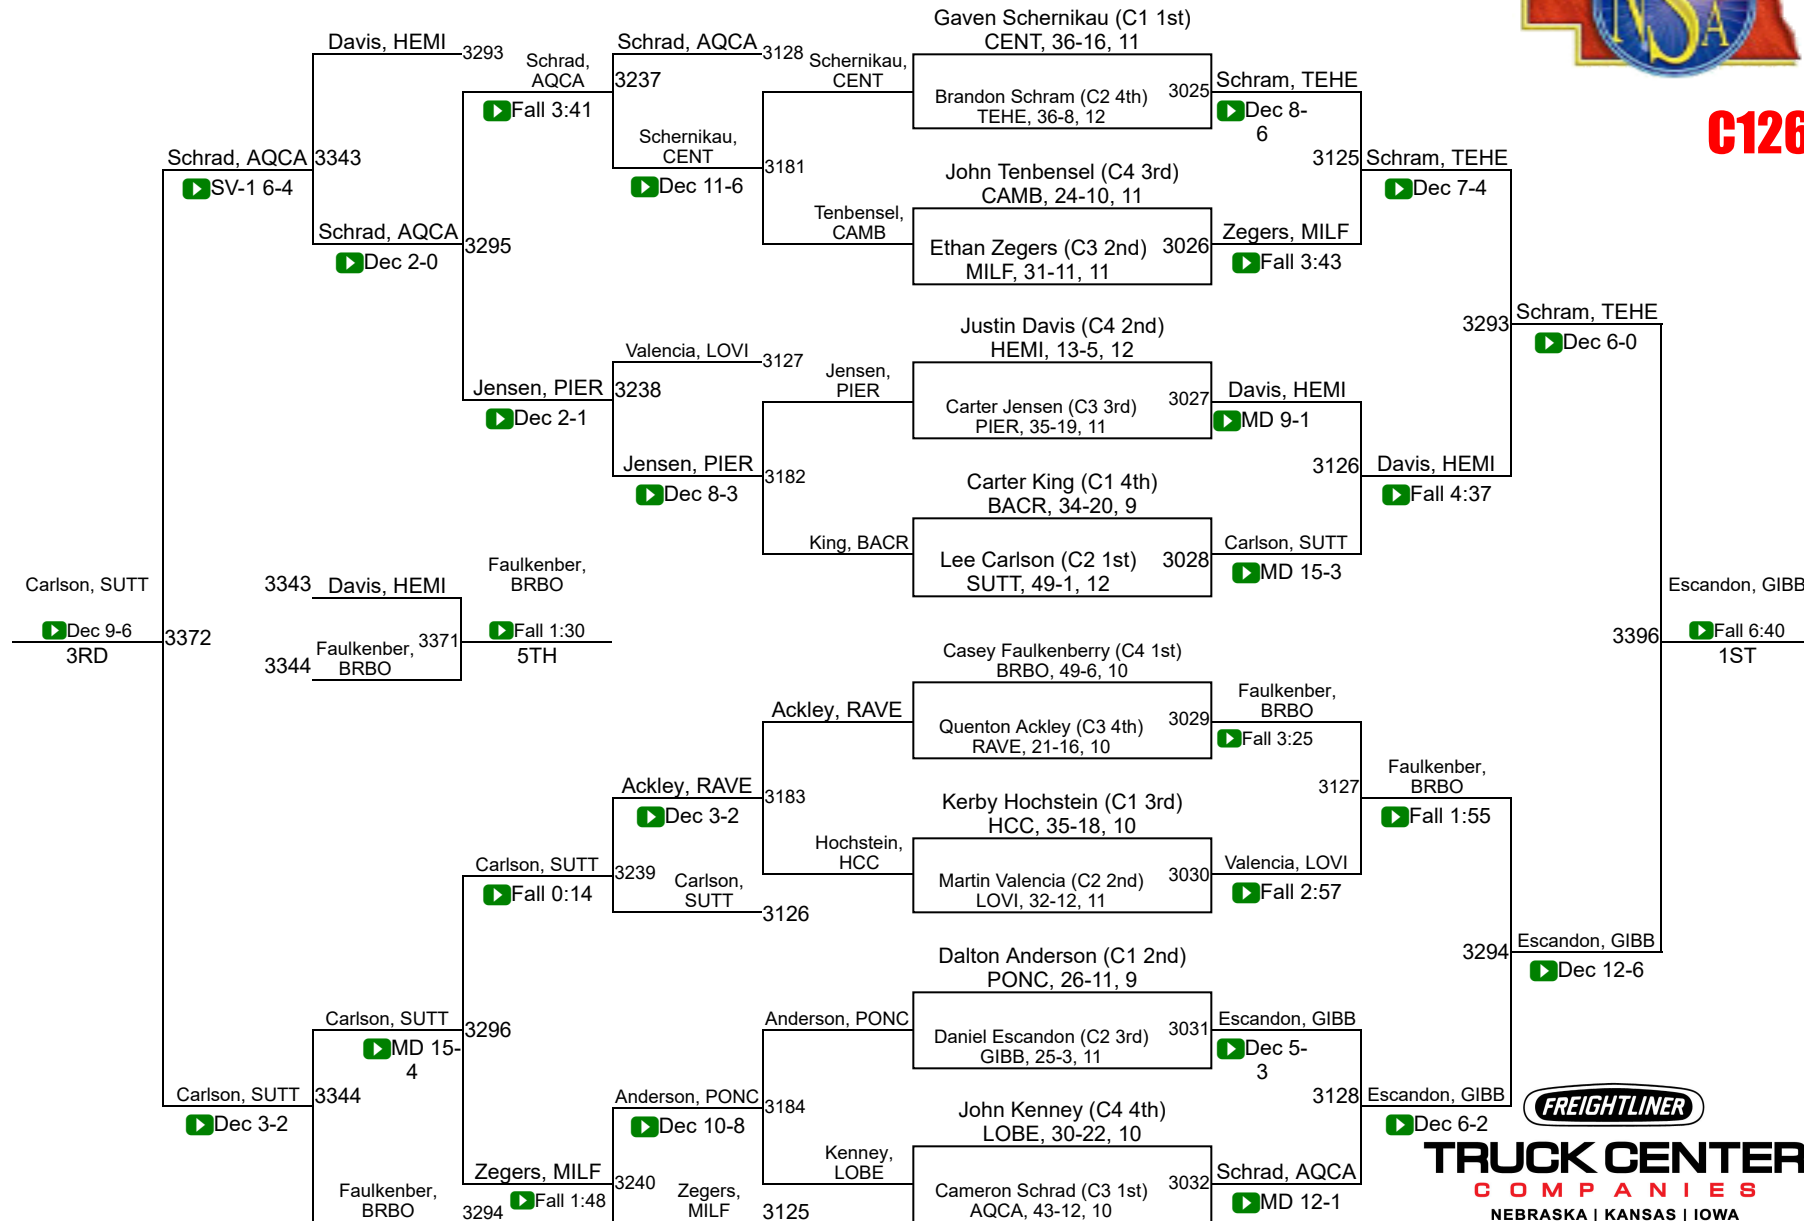 Gaven Schernikau (C1 1st)
CENT, 36-16, 11
Davis, HEMI
3293
Schrad,
AQCA
Schrad, AQCA
3128
Schernikau,
CENT
3237
Fall 3:41
Brandon Schram (C2 4th)
TEHE, 36-8, 12
3025
Schram, TEHE
Dec 8-
6
C126
Schernikau,
CENT
3181
Dec 11-6
Schrad, AQCA
3343
SV-1 6-4
John Tenbensel (C4 3rd)
CAMB, 24-10, 11
3125
Schram, TEHE
Dec 7-4
Tenbensel,
CAMB
Schrad, AQCA
3295
Dec 2-0
Ethan Zegers (C3 2nd)
MILF, 31-11, 11
3026
Zegers, MILF
Fall 3:43
Justin Davis (C4 2nd)
HEMI, 13-5, 12
3293
Schram, TEHE
Dec 6-0
Valencia, LOVI
3127
Jensen,
PIER
Jensen, PIER
3238
Dec 2-1
Carter Jensen (C3 3rd)
PIER, 35-19, 11
3027
Davis, HEMI
MD 9-1
Jensen, PIER
3182
Dec 8-3
Carter King (C1 4th)
BACR, 34-20, 9
3126
Davis, HEMI
Fall 4:37
King, BACR
Lee Carlson (C2 1st)
SUTT, 49-1, 12
3028
Carlson, SUTT
MD 15-3
Carlson, SUTT
Dec 9-6
3RD
3372
3343
Davis, HEMI
3344
Faulkenber,
BRBO
3371
Faulkenber,
BRBO
Fall 1:30
5TH
Escandon, GIBB
3396
Fall 6:40
1ST
Casey Faulkenberry (C4 1st)
BRBO, 49-6, 10
Ackley, RAVE
Quenton Ackley (C3 4th)
RAVE, 21-16, 10
3029
Faulkenber,
BRBO
Fall 3:25
Ackley, RAVE
3183
Dec 3-2
Kerby Hochstein (C1 3rd)
HCC, 35-18, 10
3127
Faulkenber,
BRBO
Fall 1:55
Hochstein,
HCC
Carlson, SUTT
3239
Fall 0:14
Carlson,
SUTT
3126
Martin Valencia (C2 2nd)
LOVI, 32-12, 11
3030
Valencia, LOVI
Fall 2:57
Dalton Anderson (C1 2nd)
PONC, 26-11, 9
3294
Escandon, GIBB
Dec 12-6
Carlson, SUTT
3296
MD 15-
4
Anderson, PONC
Daniel Escandon (C2 3rd)
GIBB, 25-3, 11
3031
Escandon, GIBB
Dec 5-
3
Carlson, SUTT
3344
Dec 3-2
Anderson, PONC
3184
Dec 10-8
John Kenney (C4 4th)
LOBE, 30-22, 10
3128
Escandon, GIBB
Dec 6-2
Kenney,
LOBE
Faulkenber,
BRBO
3294
Zegers, MILF
3240
Fall 1:48
Zegers,
MILF
3125
Cameron Schrad (C3 1st)
AQCA, 43-12, 10
3032
Schrad, AQCA
MD 12-1
NSA
FREIGHTLINER
TRUCK CENTER
COMPANIES
NEBRASKA | KANSAS | IOWA